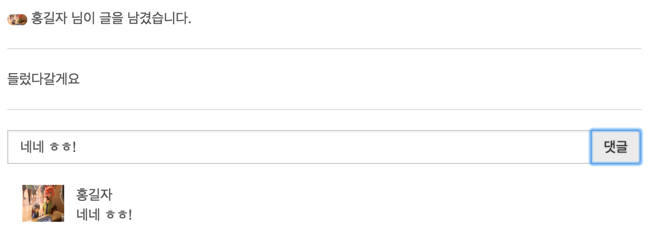 홍길자 님이 글을 남겼습니다.
들렀다갈게요
네네 ㅎㅎ!
댓글
홍길자
네네 ㅎㅎ!